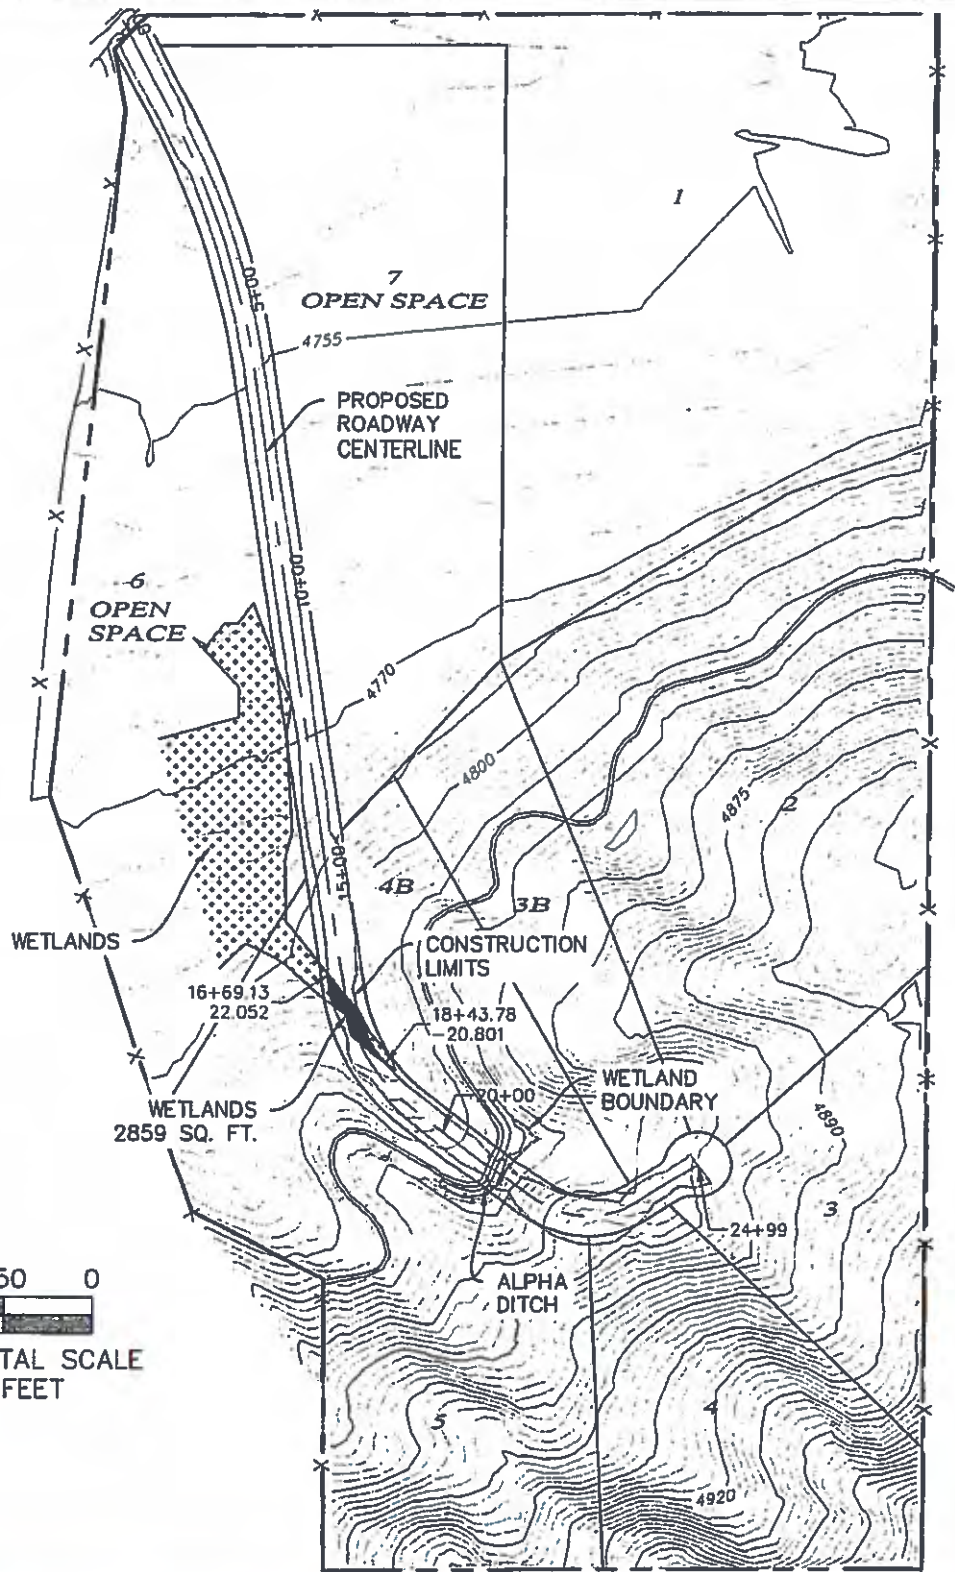 1
7
OPEN SPACE
5+00
4755
PROPOSED
ROADWAY
CENTERLINE
10+00
6
OPEN
SPACE
4770
4800
4875
2
15+00
4B
3B
WETLANDS
CONSTRUCTION
LIMITS
16+69.13
22.052
18+43.78
-20.801
WETLANDS
2859 SQ. FT.
20+00
WETLAND
BOUNDARY
4890
3
24+99
ALPHA
DITCH
0
SCALE
FEET
5
4
4920